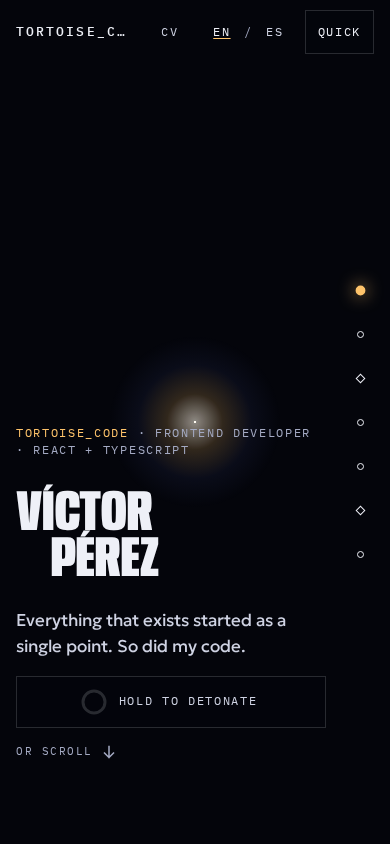 TORTOISE_C… CV EN / ES QUICK
TORTOISE_CODE · FRONTEND DEVELOPER
· REACT + TYPESCRIPT
VÍCTOR
PÉREZ
Everything that exists started as a
single point. So did my code.
HOLD TO DETONATE
OR SCROLL ↓